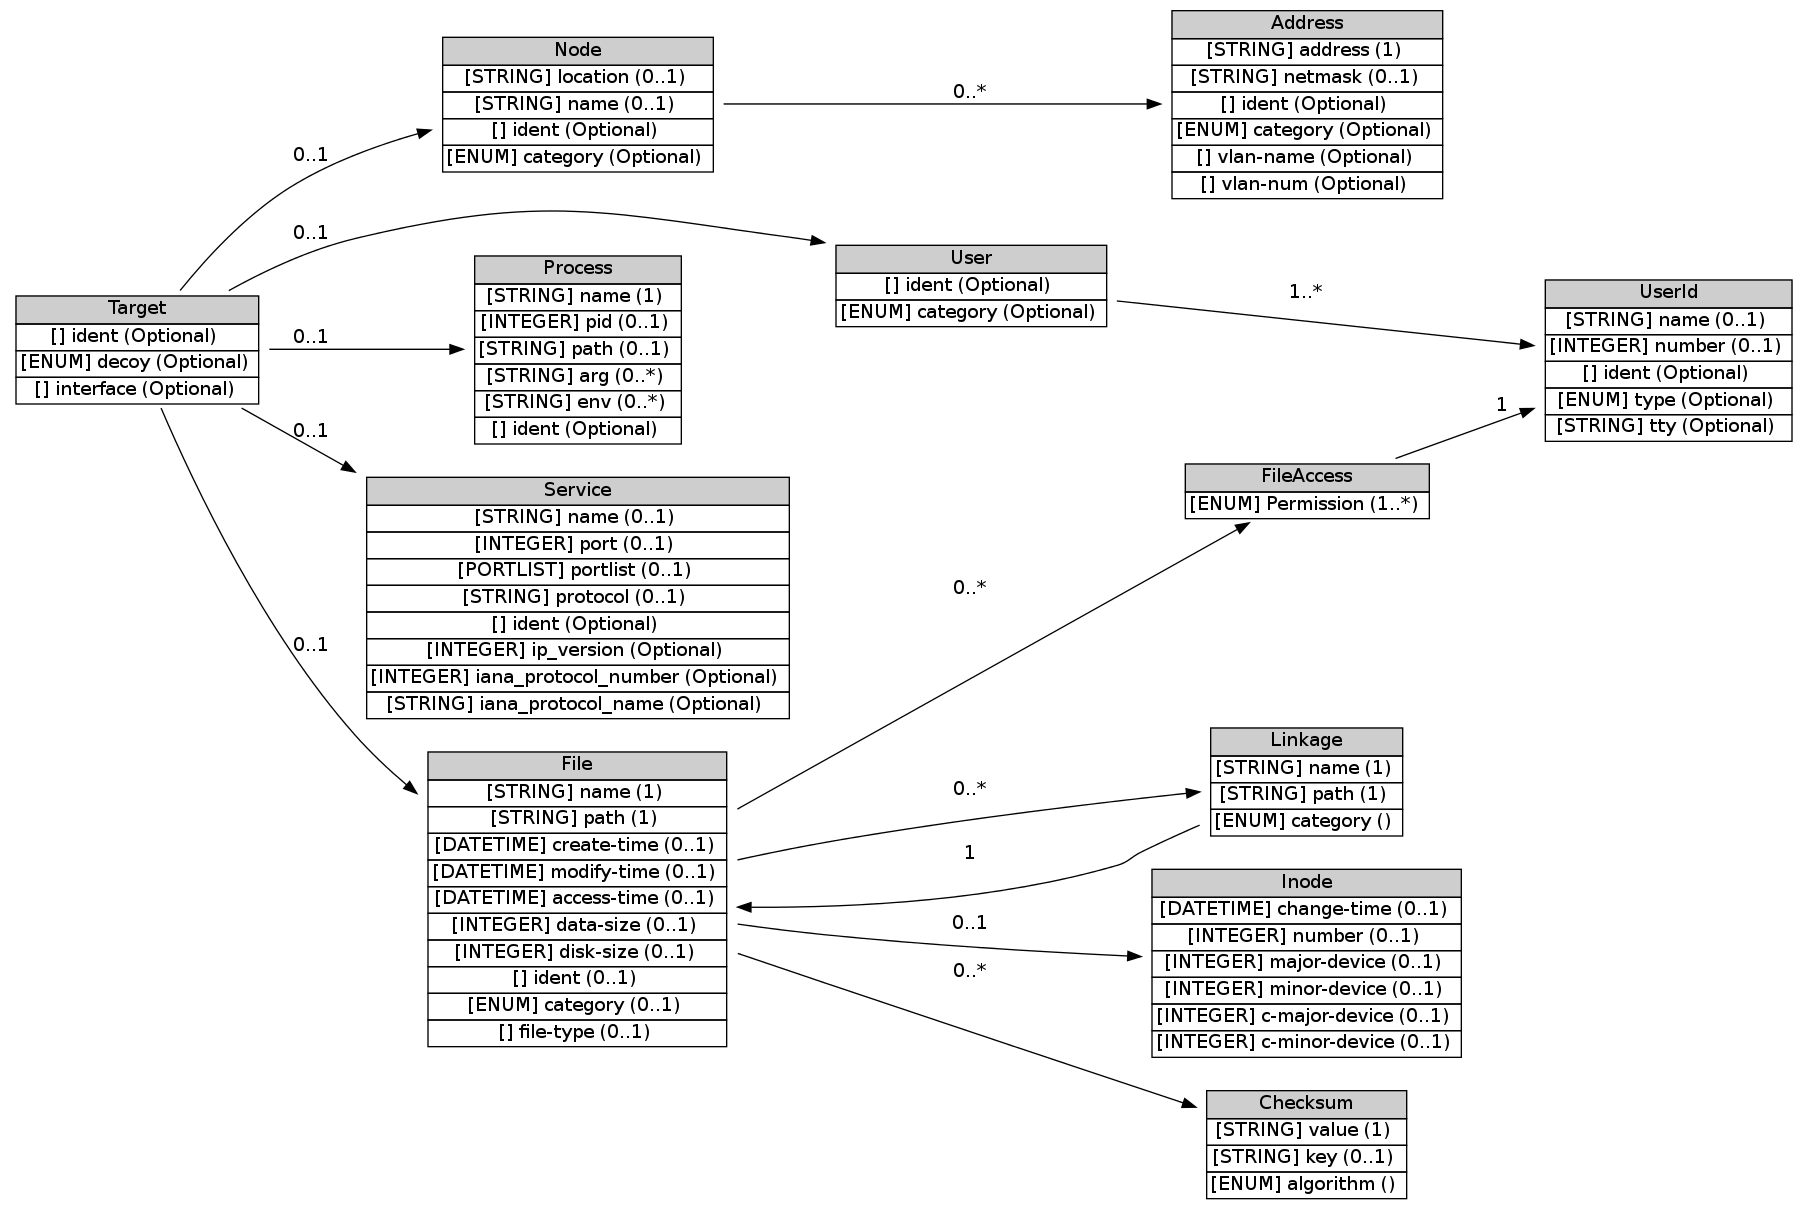 Node
[STRING] location (0..1)
[STRING] name (0..1)
[] ident (Optional)
[ENUM] category (Optional)
0..*
Address
[STRING] address (1)
[STRING] netmask (0..1)
[] ident (Optional)
[ENUM] category (Optional)
[] vlan-name (Optional)
[] vlan-num (Optional)
0..1
0..1
Target
[] ident (Optional)
[ENUM] decoy (Optional)
[] interface (Optional)
0..1
0..1
0..1
Process
[STRING] name (1)
[INTEGER] pid (0..1)
[STRING] path (0..1)
[STRING] arg (0..*)
[STRING] env (0..*)
[] ident (Optional)
User
[] ident (Optional)
[ENUM] category (Optional)
1..*
UserId
[STRING] name (0..1)
[INTEGER] number (0..1)
[] ident (Optional)
[ENUM] type (Optional)
[STRING] tty (Optional)
1
FileAccess
[ENUM] Permission (1..*)
Service
[STRING] name (0..1)
[INTEGER] port (0..1)
[PORTLIST] portlist (0..1)
[STRING] protocol (0..1)
[] ident (Optional)
[INTEGER] ip_version (Optional)
[INTEGER] iana_protocol_number (Optional)
[STRING] iana_protocol_name (Optional)
0..*
File
[STRING] name (1)
[STRING] path (1)
[DATETIME] create-time (0..1)
[DATETIME] modify-time (0..1)
[DATETIME] access-time (0..1)
[INTEGER] data-size (0..1)
[INTEGER] disk-size (0..1)
[] ident (0..1)
[ENUM] category (0..1)
[] file-type (0..1)
0..*
1
0..1
0..*
Linkage
[STRING] name (1)
[STRING] path (1)
[ENUM] category ()
Inode
[DATETIME] change-time (0..1)
[INTEGER] number (0..1)
[INTEGER] major-device (0..1)
[INTEGER] minor-device (0..1)
[INTEGER] c-major-device (0..1)
[INTEGER] c-minor-device (0..1)
Checksum
[STRING] value (1)
[STRING] key (0..1)
[ENUM] algorithm ()